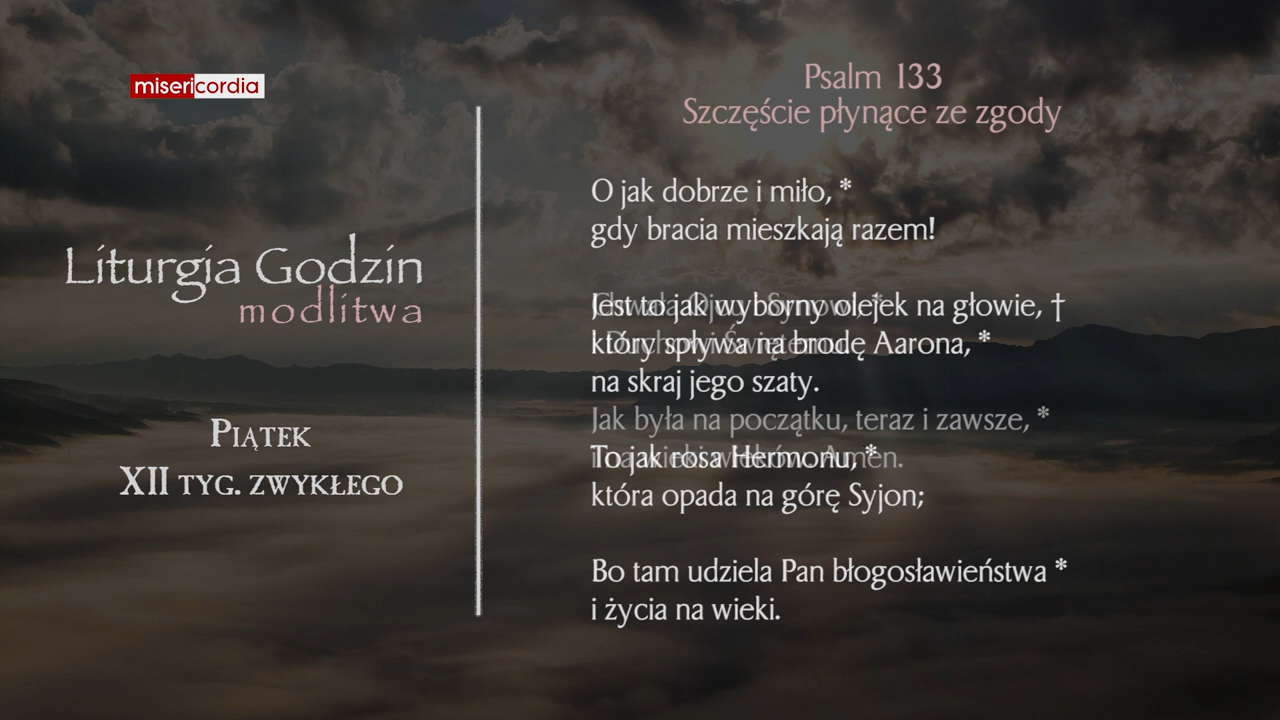 misericordia
Liturgia Godzin
modlitwa
Piątek
XII tyg. zwykłego
Psalm 133
Szczęście płynące ze zgody
O jak dobrze i miło, *
gdy bracia mieszkają razem!
Jest to jak wyborny olejek na głowie, †
który spływa na brodę Aarona, *
na skraj jego szaty.
Jak była na początku, teraz i zawsze, *
To jak rosa Hermonu, *
która opada na górę Syjon;
Bo tam udziela Pan błogosławieństwa *
i życia na wieki.